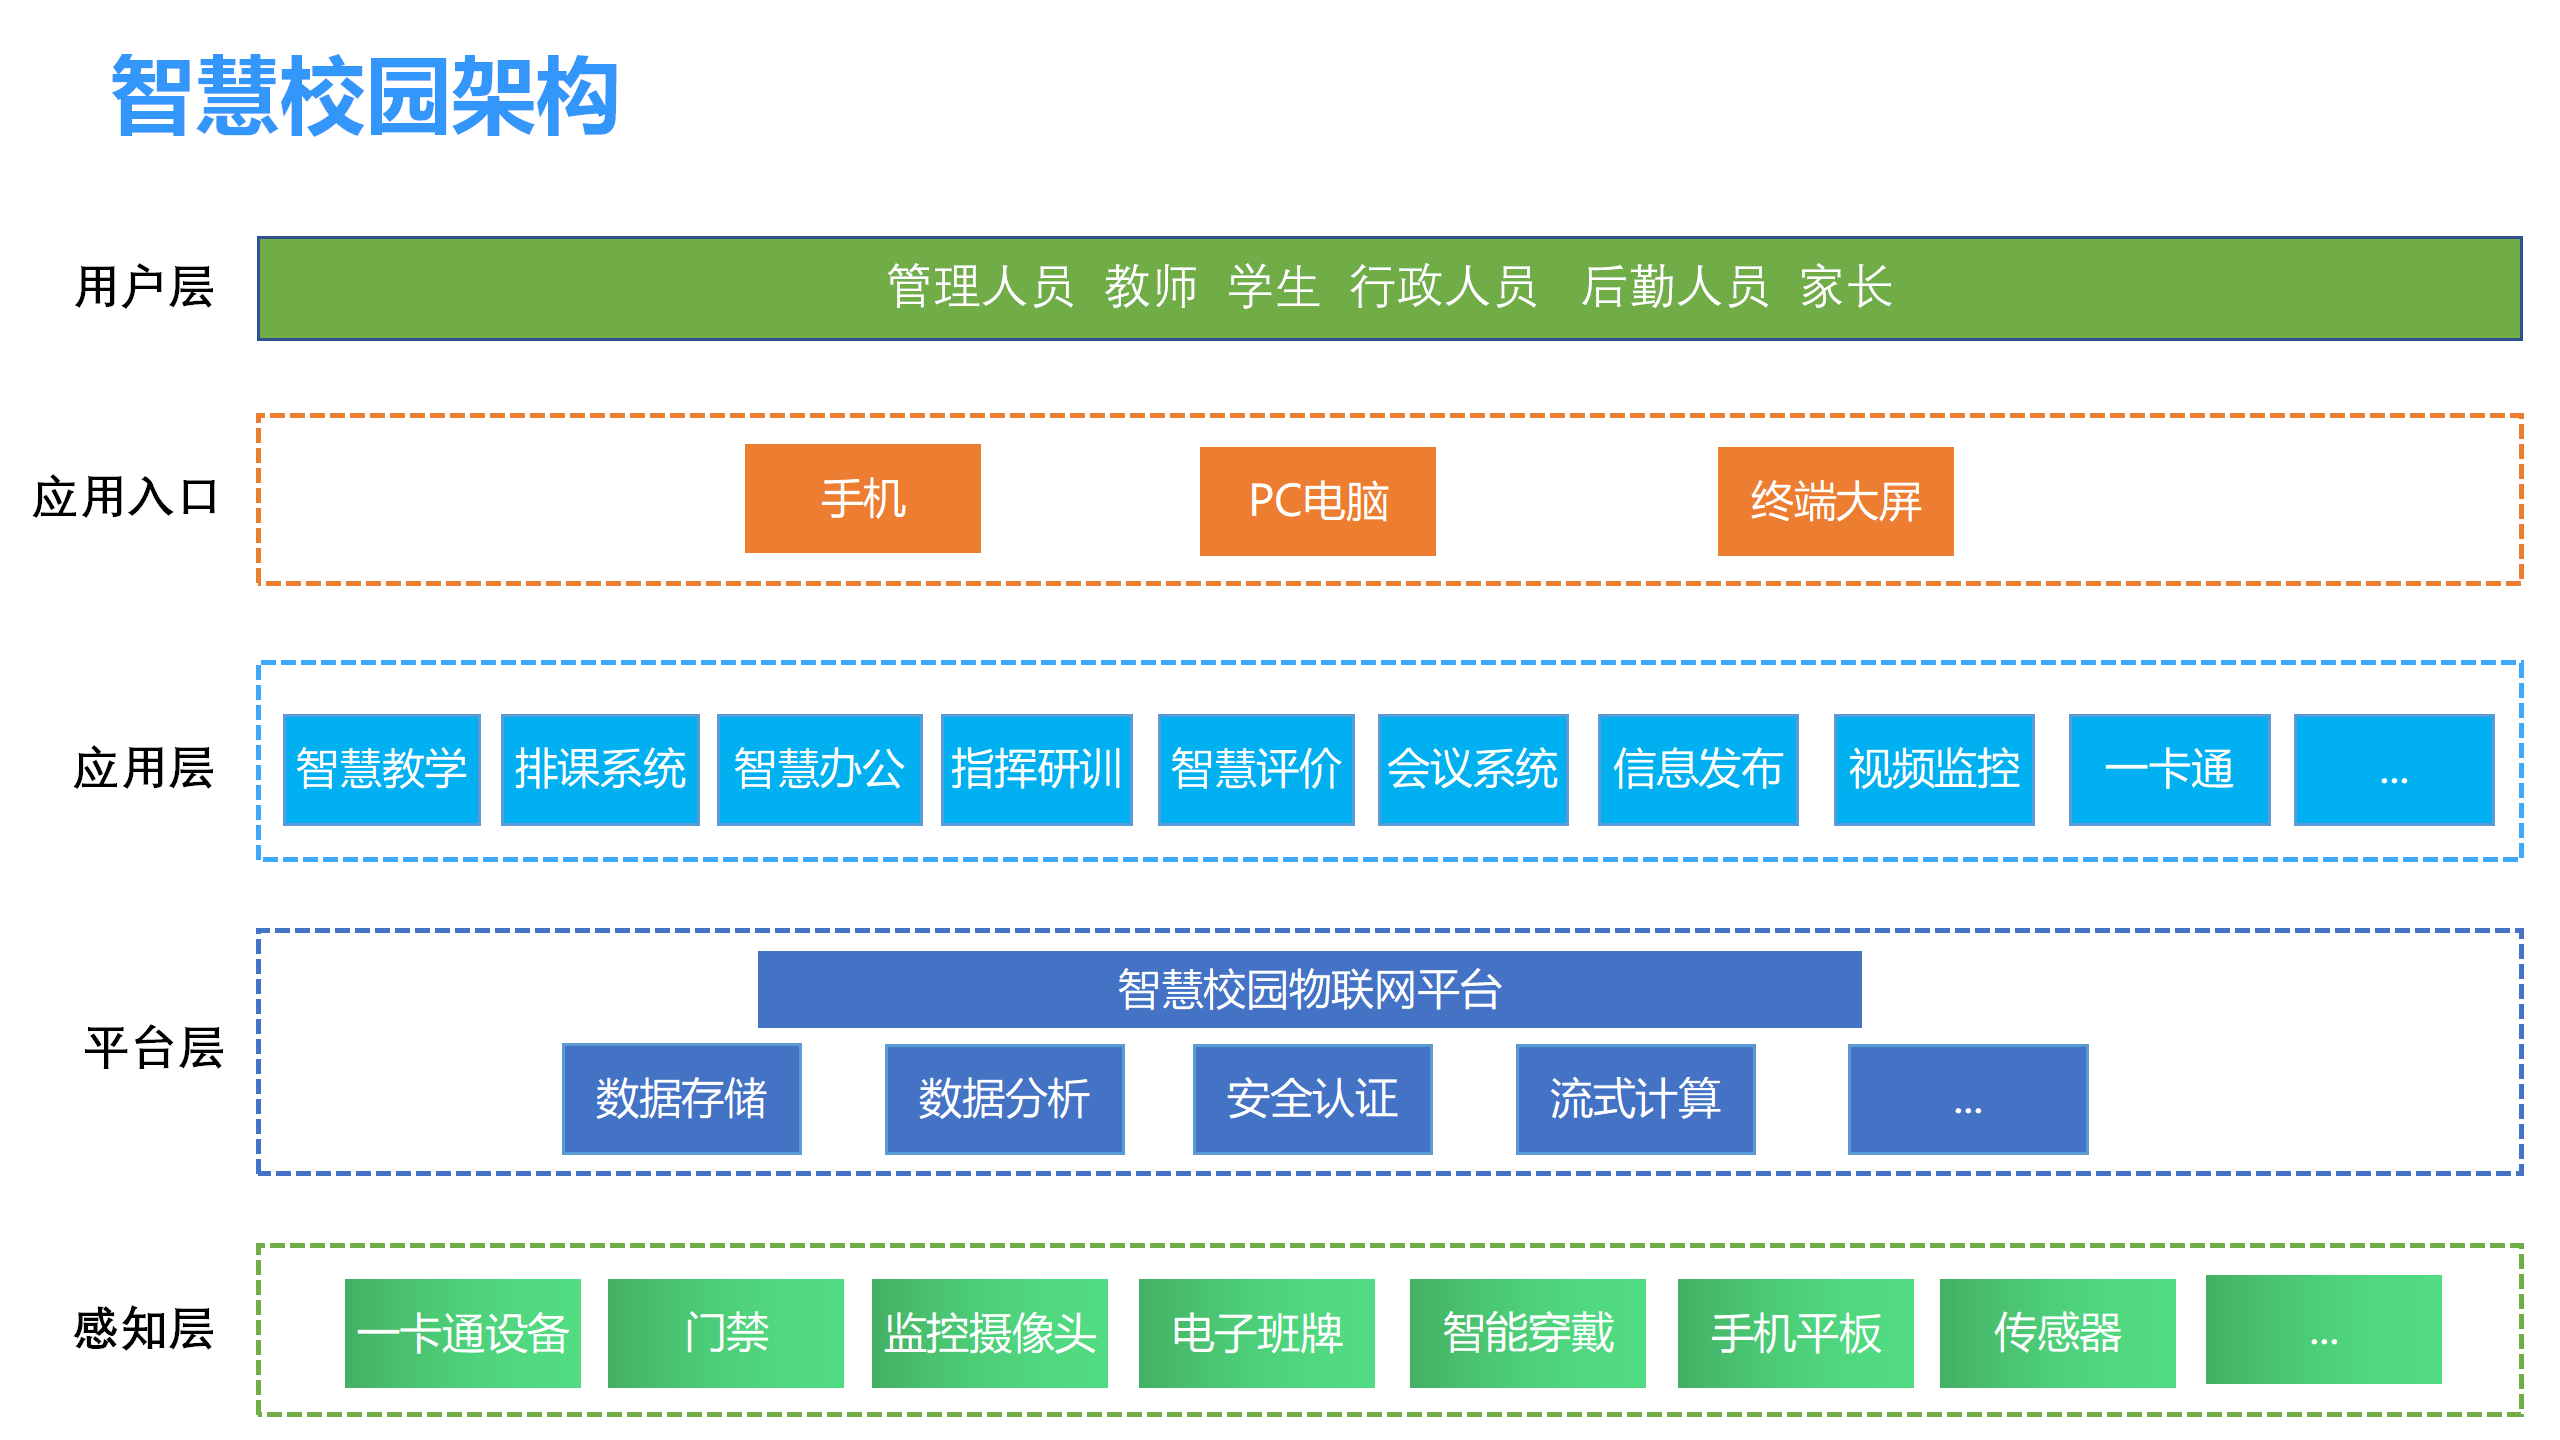 智慧校园架构
用户层
管理人员 教师 学生 行政人员 后勤人员 家长
应用入口
手机
PC电脑
终端大屏
应用层
智慧教学
排课系统
智慧办公
指挥研训
智慧评价
会议系统
信息发布
视频监控
一卡通
...
平台层
智慧校园物联网平台
数据存储
数据分析
安全认证
流式计算
...
感知层
一卡通设备
门禁
监控摄像头
电子班牌
智能穿戴
手机平板
传感器
...